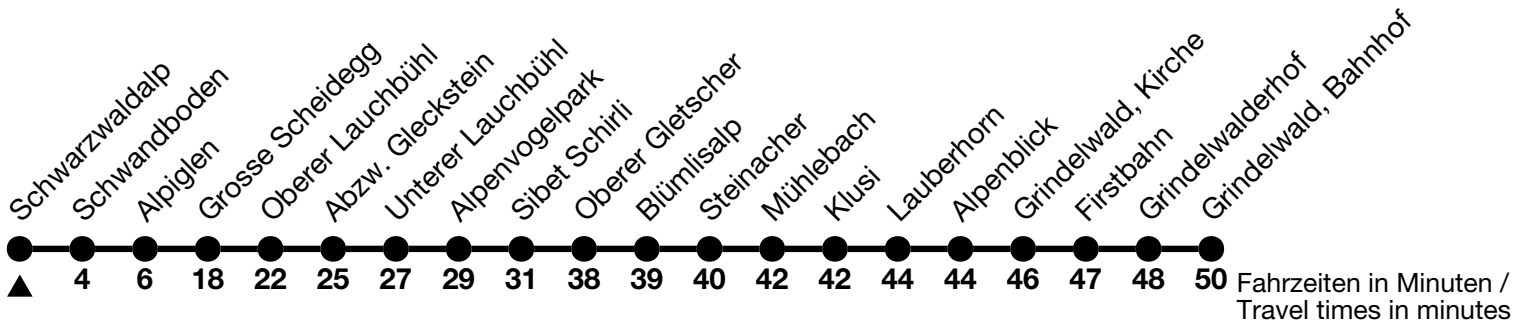 Schwarzwaldalp
Schwandboden
Alpiglen
Grosse Scheidegg
Oberer Lauchbühl
Abzw. Gleckstein
Unterer Lauchbühl
Alpenvogelpark
Sibet Schirli
Oberer Gletscher
Blümlisalp
Steinacher
Mühlebach
Klusi
Lauberhorn
Alpenblick
Grindelwald, Kirche
Firstbahn
Grindelwalderhof
Grindelwald, Bahnhof
4 6 18 22 25 27 29 31 38 39 40 42 42 44 44 46 47 48 50
Fahrzeiten in Minuten /
Travel times in minutes